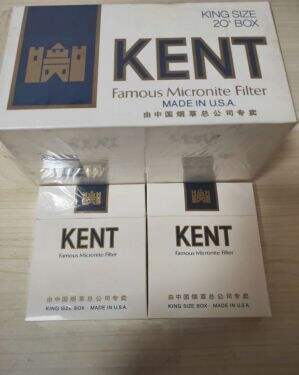 KING SIZE
20's BOX
KENT
Famous Micronite Filter
MADE IN U.S.A.
由中国烟草总公司专卖
KENT
Famous Micronite Filter
由中国烟草总公司专卖
KING SIZE BOX · MADE IN U.S.A.
KENT
Famous Micronite Filter
由中国烟草总公司专卖
KING SIZE BOX · MADE IN U.S.A.